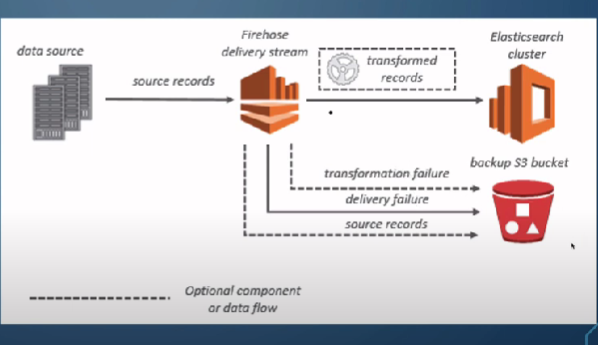 data source
source records
Firehose
delivery stream
transformed
records
Elasticsearch
cluster
backup S3 bucket
transformation failure
delivery failure
source records
Optional component
or data flow